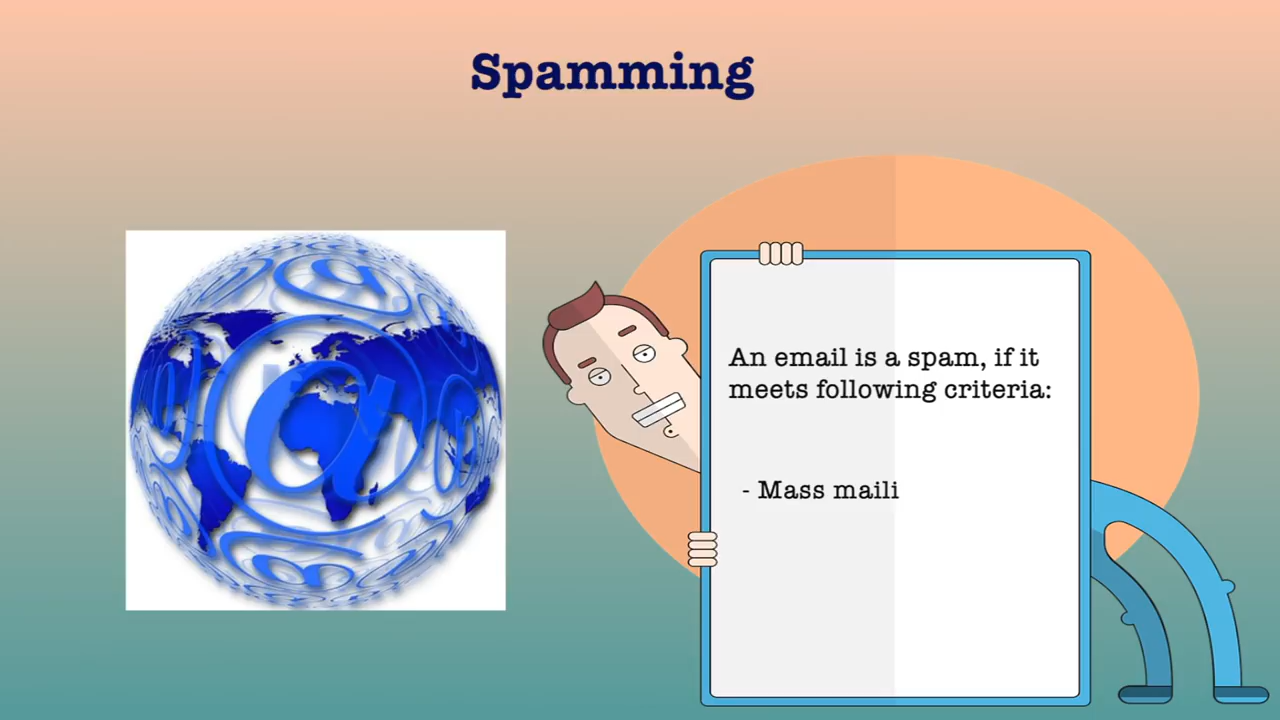 Spamming
An email is a spam, if it
meets following criteria:
- Mass maili